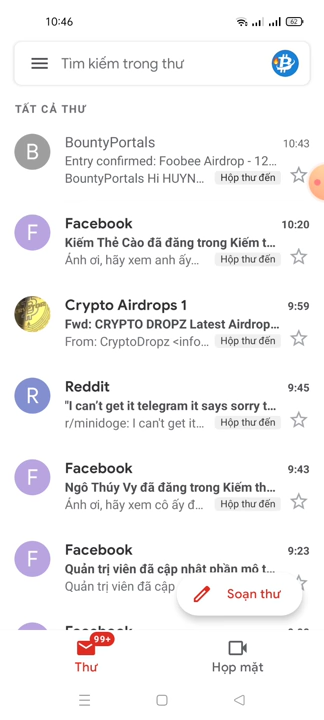 10:46
62
Tìm kiếm trong thư
TẤT CẢ THƯ
B
BountyPortals
10:43
Entry confirmed: Foobee Airdrop - 12...
BountyPortals Hi HUYN...
Hộp thư đến
F
Facebook
10:20
Kiếm Thẻ Cào đã đăng trong Kiếm t...
Ánh ơi, hãy xem anh ấy...
Hộp thư đến
Crypto Airdrops 1
9:59
Fwd: CRYPTO DROPZ Latest Airdrop...
From: CryptoDropz <info...
Hộp thư đến
R
Reddit
9:45
"I can't get it telegram it says sorry t...
r/minidoge: I can't get it...
Hộp thư đến
F
Facebook
9:43
Ngô Thúy Vy đã đăng trong Kiếm th...
Ánh ơi, hãy xem cô ấy đ...
Hộp thư đến
F
Facebook
9:23
Quản trị viên đã cập nhật phần mô t...
Quản trị viên đã cập
Soạn thư
Facebook
99+
Thư
Họp mặt